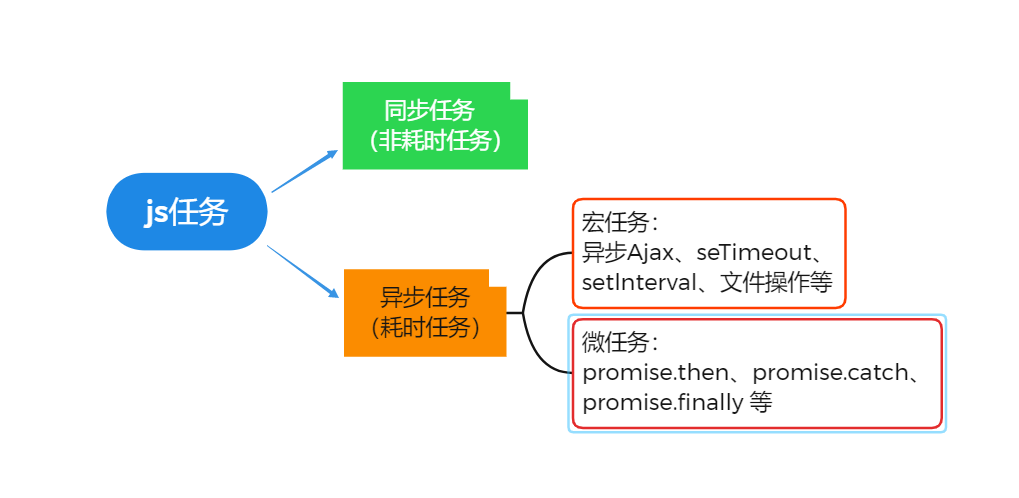 js任务
同步任务
（非耗时任务）
异步任务
（耗时任务）
宏任务：
异步Ajax、seTimeout、
setInterval、文件操作等
微任务：
promise.then、promise.catch、
promise.finally 等